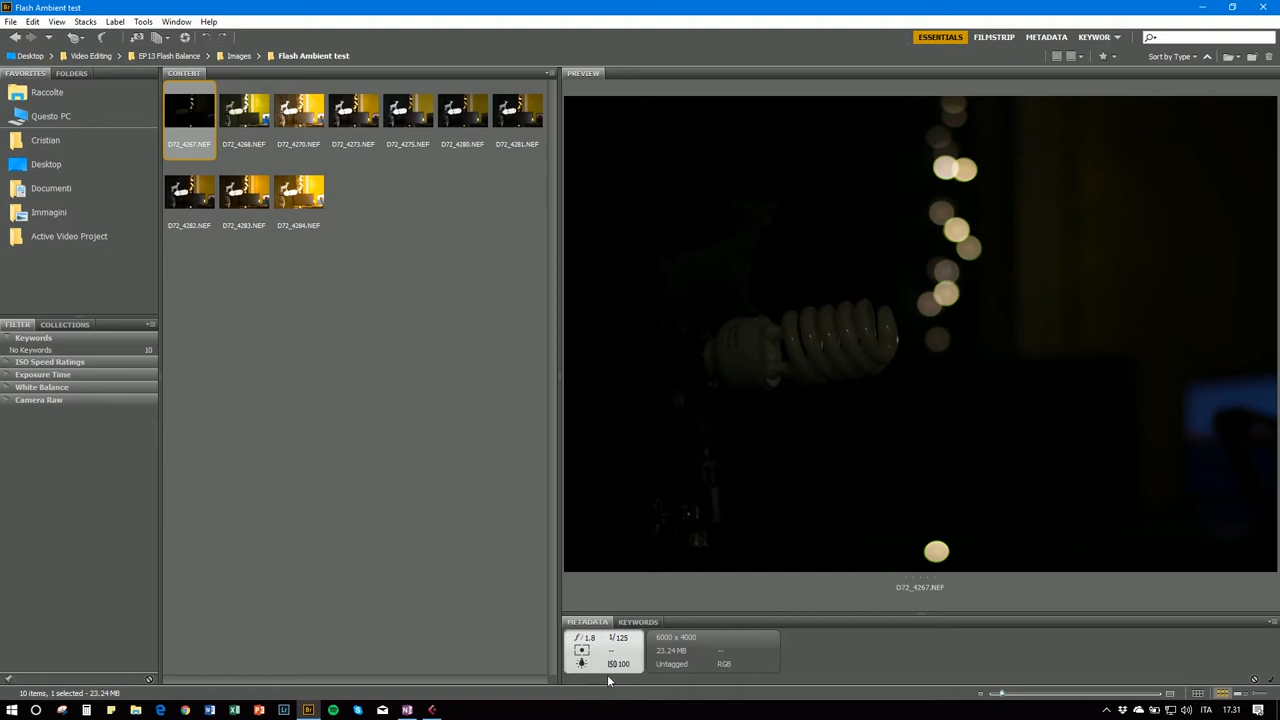 Br Flash Ambient test
File Edit View Stacks Label Tools Window Help
ESSENTIALS FILMSTRIP METADATA KEYWOR
Desktop Video Editing EP13 Flash Balance Images Flash Ambient test Sort by Type
FAVORITES FOLDERS CONTENT PREVIEW
Raccolte
Questo PC
Cristian
Desktop
Documenti
Immagini
Active Video Project
D72_4267.NEF D72_4268.NEF D72_4270.NEF D72_4273.NEF D72_4275.NEF D72_4280.NEF D72_4281.NEF
D72_4282.NEF D72_4283.NEF D72_4284.NEF
FILTER COLLECTIONS
Keywords
No Keywords 10
ISO Speed Ratings
Exposure Time
White Balance
Camera Raw
D72_4267.NEF
METADATA KEYWORDS
f/1.8 1/125
--
ISO 100
6000 x 4000
23.24 MB --
Untagged RGB
10 items, 1 selected - 23.24 MB
ITA 17.31